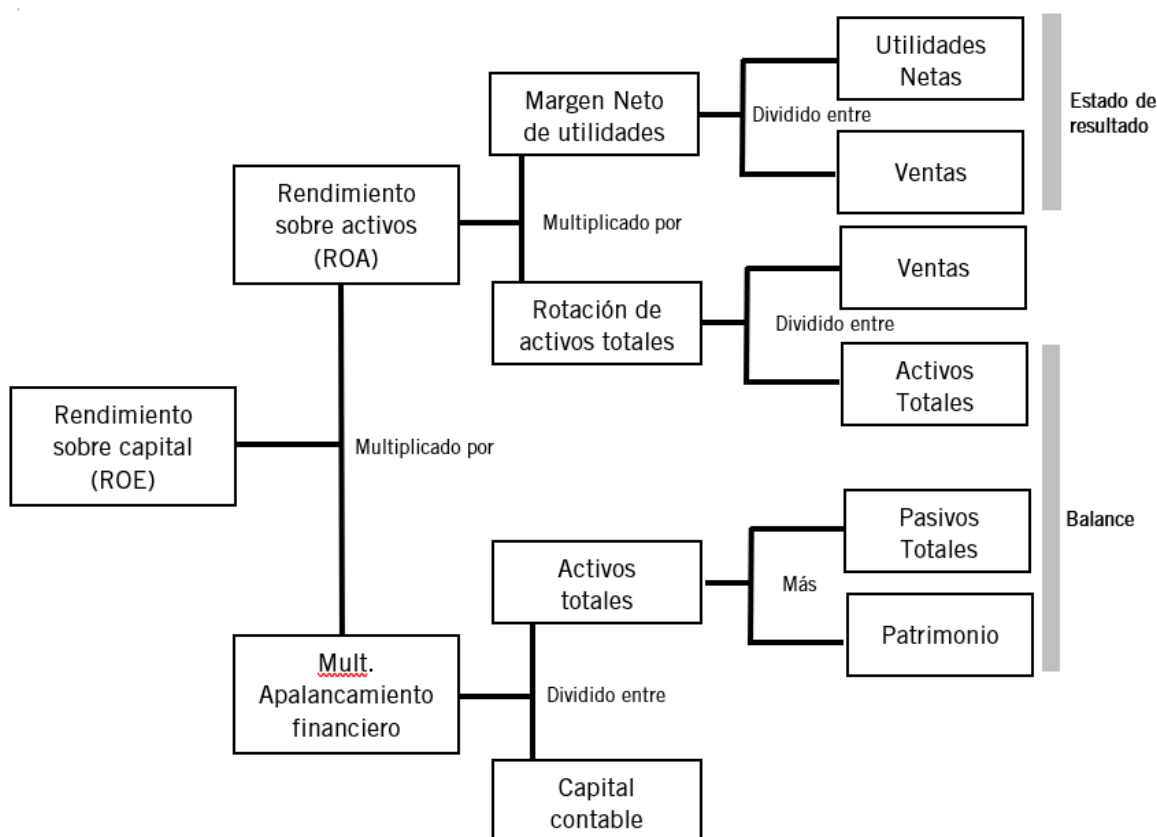 Utilidades
Netas
Margen Neto
de utilidades
Dividido entre
Estado de
resultado
Ventas
Rendimiento
sobre activos
(ROA)
Multiplicado por
Ventas
Rotación de
activos totales
Dividido entre
Activos
Totales
Rendimiento
sobre capital
(ROE)
Multiplicado por
Pasivos
Totales
Balance
Activos
totales
Más
Patrimonio
Mult.
Apalancamiento
financiero
Dividido entre
Capital
contable